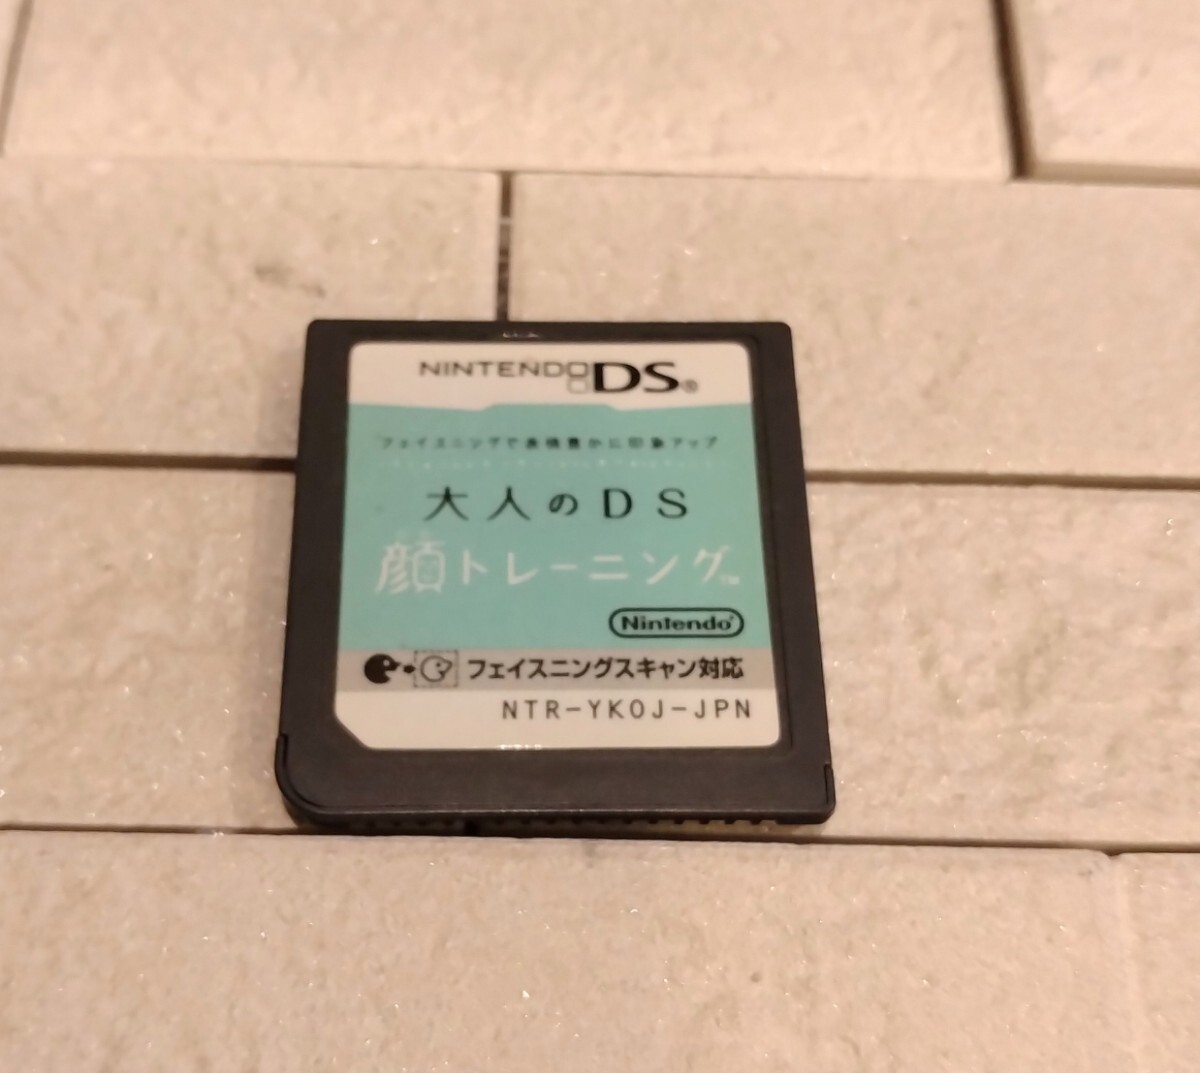 NINTENDO DS®
フェイスニングで表情豊かに印象アップ
大人のDS
顔トレーニング™
Nintendo®
フェイスニングスキャン対応
NTR-YK0J-JPN